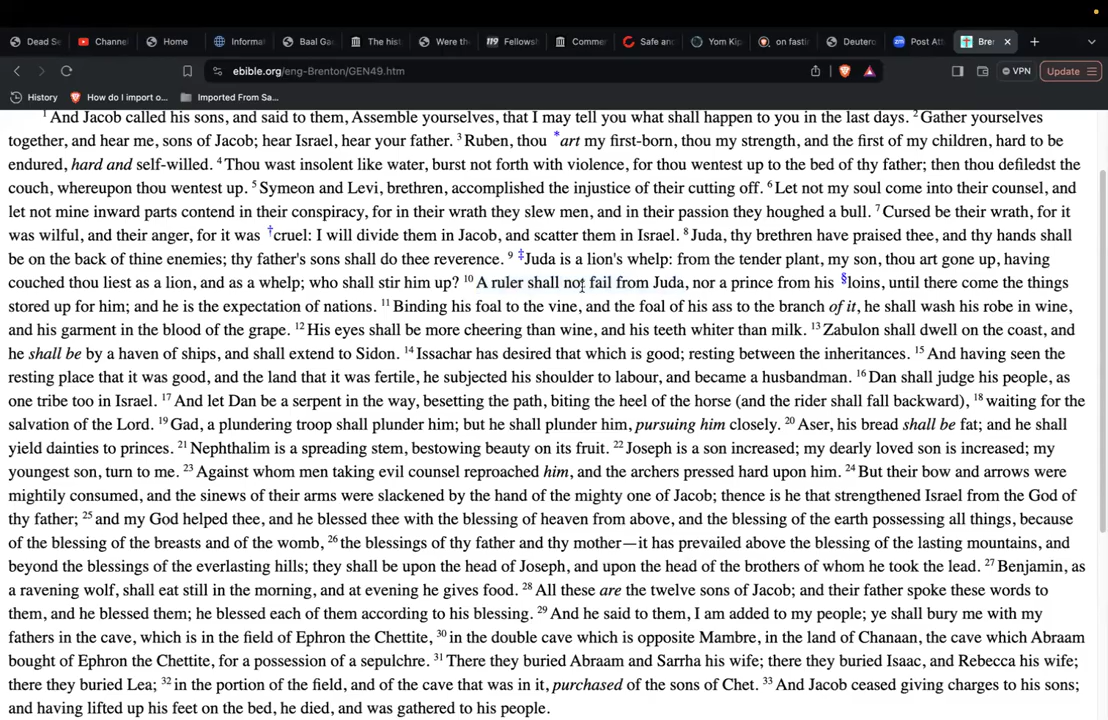 Dead Se
Channel
Home
Informat
Baal Ga
The hist
Were th
119 Fellowsh
Comme
Safe and
Yom Kip
on fastin
Deutero
Post Att
Bren
ebible.org/eng-Brenton/GEN49.htm
VPN
Update
History
How do I import o...
Imported From Sa...
1 And Jacob called his sons, and said to them, Assemble yourselves, that I may tell you what shall happen to you in the last days. 2 Gather yourselves
together, and hear me, sons of Jacob; hear Israel, hear your father. 3 Ruben, thou *art my first-born, thou my strength, and the first of my children, hard to be
endured, hard and self-willed. 4 Thou wast insolent like water, burst not forth with violence, for thou wentest up to the bed of thy father; then thou defiledst the
couch, whereupon thou wentest up. 5 Symeon and Levi, brethren, accomplished the injustice of their cutting off. 6 Let not my soul come into their counsel, and
let not mine inward parts contend in their conspiracy, for in their wrath they slew men, and in their passion they houghed a bull. 7 Cursed be their wrath, for it
was wilful, and their anger, for it was †cruel: I will divide them in Jacob, and scatter them in Israel. 8 Juda, thy brethren have praised thee, and thy hands shall
be on the back of thine enemies; thy father's sons shall do thee reverence. 9 ‡Juda is a lion's whelp: from the tender plant, my son, thou art gone up, having
couched thou liest as a lion, and as a whelp; who shall stir him up? 10 A ruler shall not fail from Juda, nor a prince from his §loins, until there come the things
stored up for him; and he is the expectation of nations. 11 Binding his foal to the vine, and the foal of his ass to the branch of it, he shall wash his robe in wine,
and his garment in the blood of the grape. 12 His eyes shall be more cheering than wine, and his teeth whiter than milk. 13 Zabulon shall dwell on the coast, and
he shall be by a haven of ships, and shall extend to Sidon. 14 Issachar has desired that which is good; resting between the inheritances. 15 And having seen the
resting place that it was good, and the land that it was fertile, he subjected his shoulder to labour, and became a husbandman. 16 Dan shall judge his people, as
one tribe too in Israel. 17 And let Dan be a serpent in the way, besetting the path, biting the heel of the horse (and the rider shall fall backward), 18 waiting for the
salvation of the Lord. 19 Gad, a plundering troop shall plunder him; but he shall plunder him, pursuing him closely. 20 Aser, his bread shall be fat; and he shall
yield dainties to princes. 21 Nephthalim is a spreading stem, bestowing beauty on its fruit. 22 Joseph is a son increased; my dearly loved son is increased; my
youngest son, turn to me. 23 Against whom men taking evil counsel reproached him, and the archers pressed hard upon him. 24 But their bow and arrows were
mightily consumed, and the sinews of their arms were slackened by the hand of the mighty one of Jacob; thence is he that strengthened Israel from the God of
thy father; 25 and my God helped thee, and he blessed thee with the blessing of heaven from above, and the blessing of the earth possessing all things, because
of the blessing of the breasts and of the womb, 26 the blessings of thy father and thy mother—it has prevailed above the blessing of the lasting mountains, and
beyond the blessings of the everlasting hills; they shall be upon the head of Joseph, and upon the head of the brothers of whom he took the lead. 27 Benjamin, as
a ravening wolf, shall eat still in the morning, and at evening he gives food. 28 All these are the twelve sons of Jacob; and their father spoke these words to
them, and he blessed them; he blessed each of them according to his blessing. 29 And he said to them, I am added to my people; ye shall bury me with my
fathers in the cave, which is in the field of Ephron the Chettite, 30 in the double cave which is opposite Mambre, in the land of Chanaan, the cave which Abraam
bought of Ephron the Chettite, for a possession of a sepulchre. 31 There they buried Abraam and Sarrha his wife; there they buried Isaac, and Rebecca his wife;
there they buried Lea; 32 in the portion of the field, and of the cave that was in it, purchased of the sons of Chet. 33 And Jacob ceased giving charges to his sons;
and having lifted up his feet on the bed, he died, and was gathered to his people.